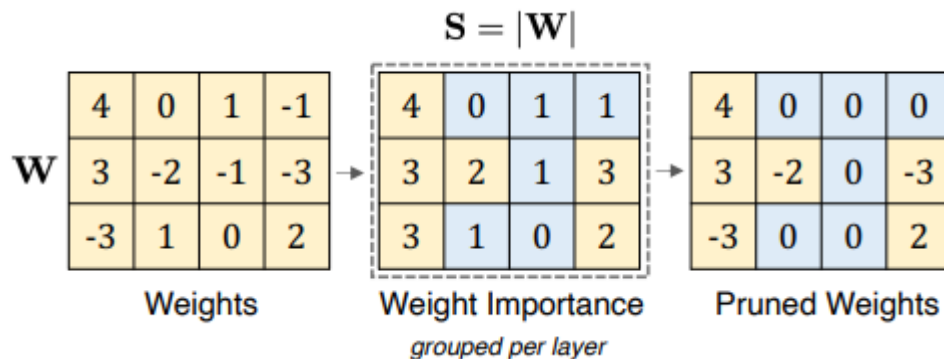 S = |W|
4 0 1 -1 4 0 1 1 4 0 0 0
W 3 -2 -1 -3 3 2 1 3 3 -2 0 -3
-3 1 0 2 3 1 0 2 -3 0 0 2
Weights Weight Importance Pruned Weights
grouped per layer